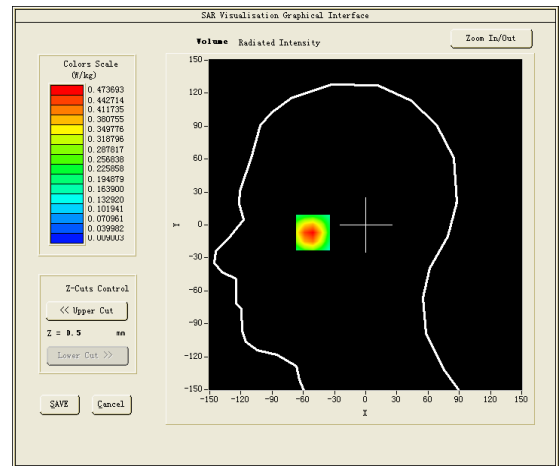 SAR Visualisation Graphical Interface
Volume Radiated Intensity
Zoom In/Out
Colors Scale
(W/kg)
0.473693
0.442714
0.411735
0.380755
0.349776
0.318796
0.287817
0.256838
0.225858
0.194879
0.163900
0.132920
0.101941
0.070961
0.039982
0.009003
Z-Cuts Control
<< Upper Cut
Z = 0.5 mm
Lower Cut >>
SAVE
Cancel
150
120
90
60
30
0
-30
-60
-90
-120
-150
Y
-150 -120 -90 -60 -30 0 30 60 90 120 150
X